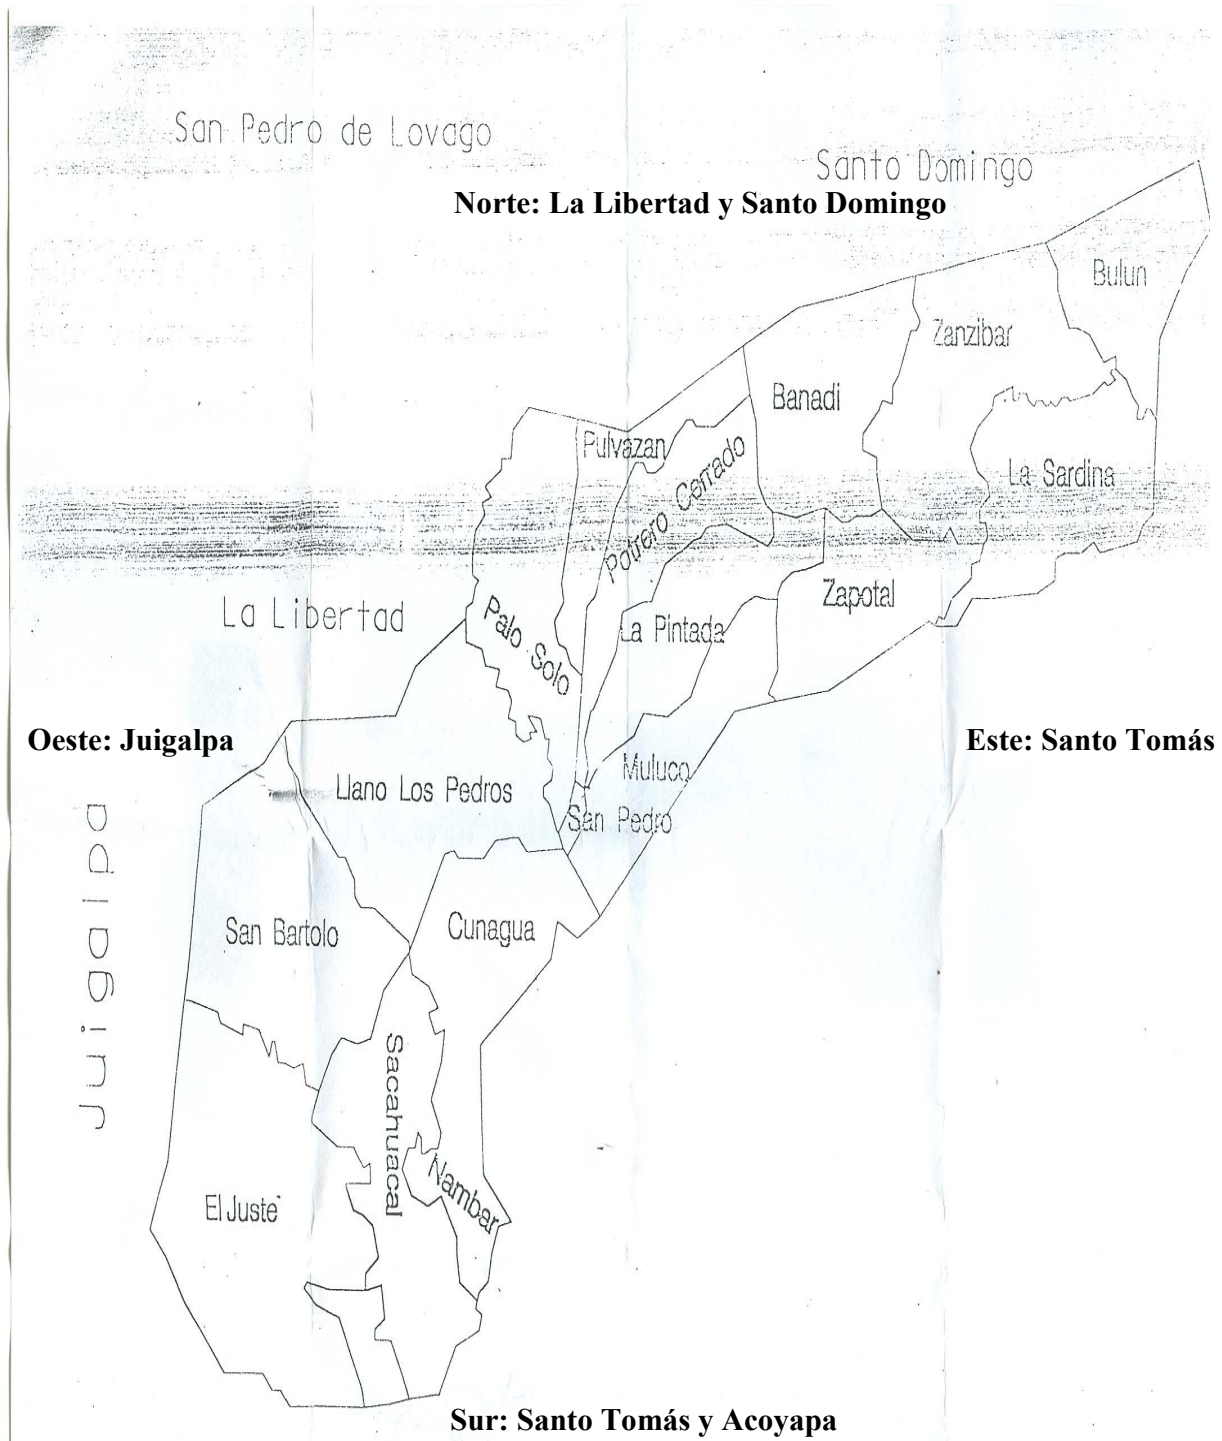 San Pedro de Lovago
Santo Domingo
Norte: La Libertad y Santo Domingo
Bulun
Zanzibar
Banadi
Pulvazan
La Sardina
Potrero Cerrado
Zapotal
La Libertad
Palo Solo
La Pintada
Oeste: Juigalpa
Este: Santo Tomás
Muluco
Llano Los Pedros
San Pedro
Juigalpa
San Bartolo
Cunagua
Sacahuacal
Nambar
El Juste
Sur: Santo Tomás y Acoyapa